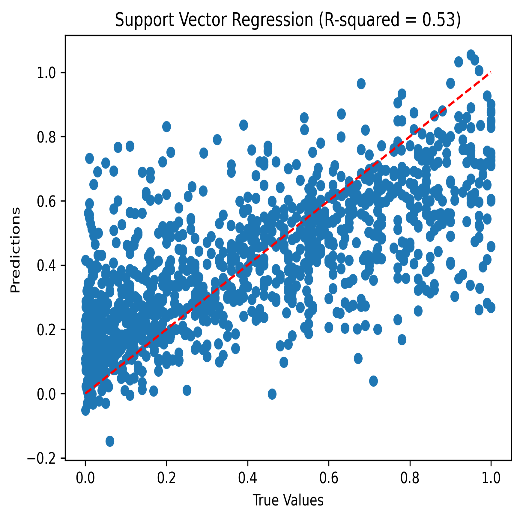 Support Vector Regression (R-squared = 0.53)
1.0
0.8
0.6
0.4
0.2
0.0
−0.2
Predictions
0.0 0.2 0.4 0.6 0.8 1.0
True Values